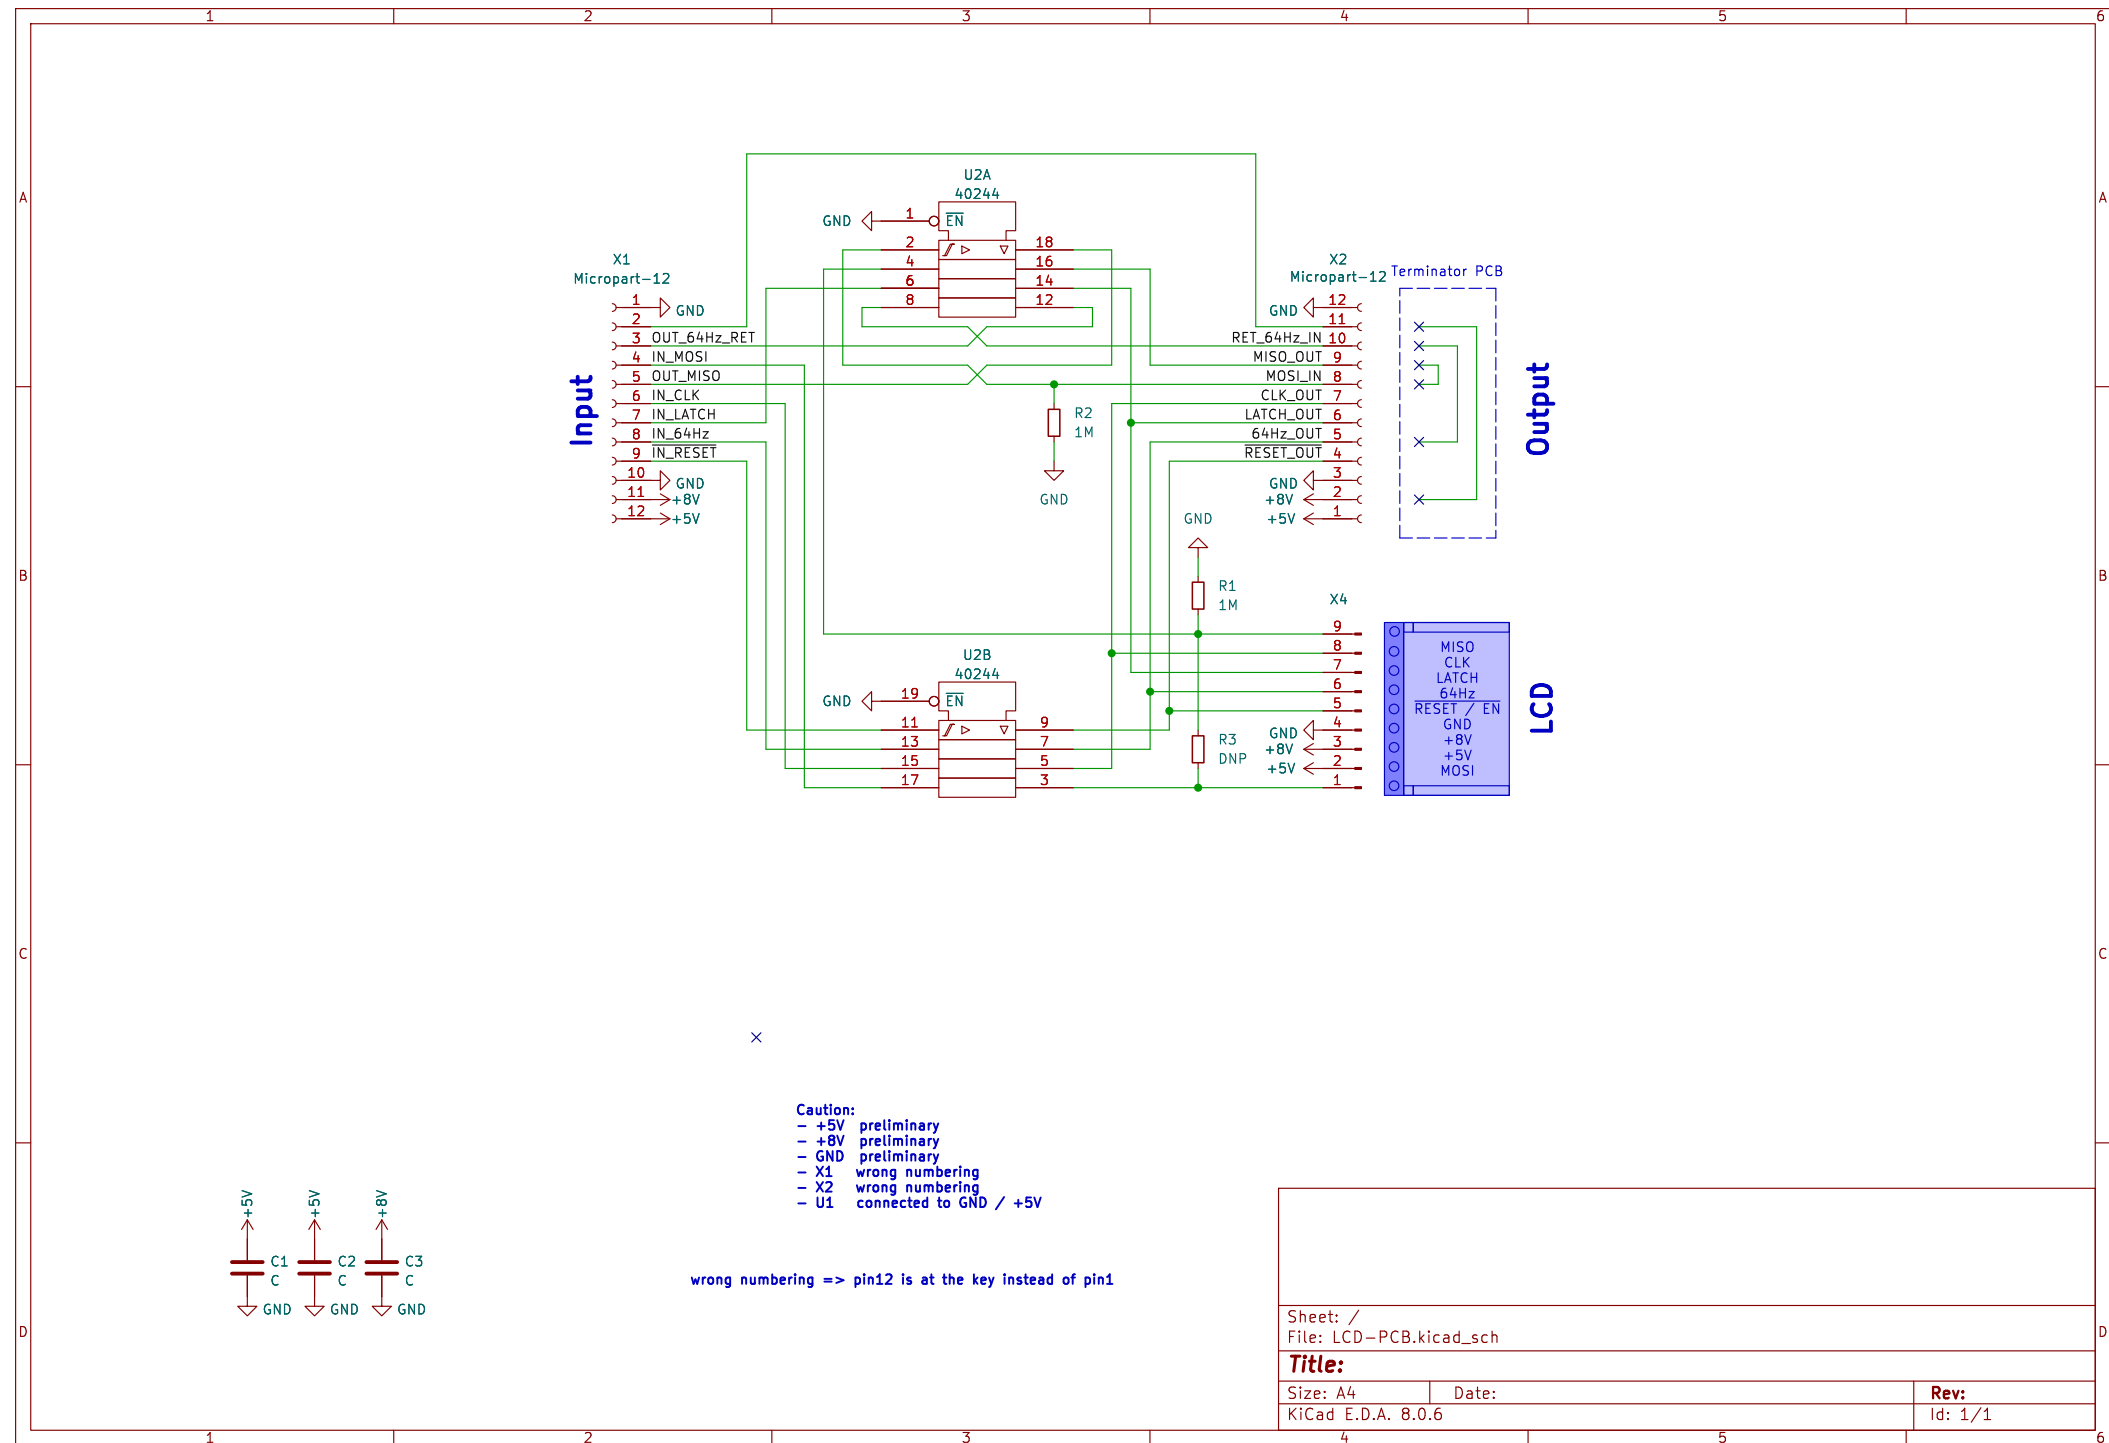 1 2 3 4 5 6
A A
B B
C C
D D
U2A
40244
GND 1 EN
2 18
4 16
6 14
8 12
X1
Micropart-12
1 GND
2
3 OUT_64Hz_RET
4 IN_MOSI
5 OUT_MISO
6 IN_CLK
7 IN_LATCH
8 IN_64Hz
9 IN_RESET
10 GND
11 +8V
12 +5V
Input
R2
1M
GND
X2
Micropart-12
GND 12
11
RET_64Hz_IN 10
MISO_OUT 9
MOSI_IN 8
CLK_OUT 7
LATCH_OUT 6
64Hz_OUT 5
RESET_OUT 4
GND 3
+8V 2
+5V 1
Terminator PCB
Output
GND
R1
1M
R3
DNP
U2B
40244
GND 19 EN
11 9
13 7
15 5
17 3
X4
9
8
7
6
5
GND 4
+8V 3
+5V 2
1
MISO
CLK
LATCH
64Hz
RESET / EN
GND
+8V
+5V
MOSI
LCD
Caution:
- +5V preliminary
- +8V preliminary
- GND preliminary
- X1 wrong numbering
- X2 wrong numbering
- U1 connected to GND / +5V
wrong numbering => pin12 is at the key instead of pin1
+5V +5V +8V
C1 C2 C3
C C C
GND GND GND
Sheet: /
File: LCD-PCB.kicad_sch
Title:
Size: A4 Date: Rev:
KiCad E.D.A. 8.0.6 Id: 1/1
1 2 3 4 5 6